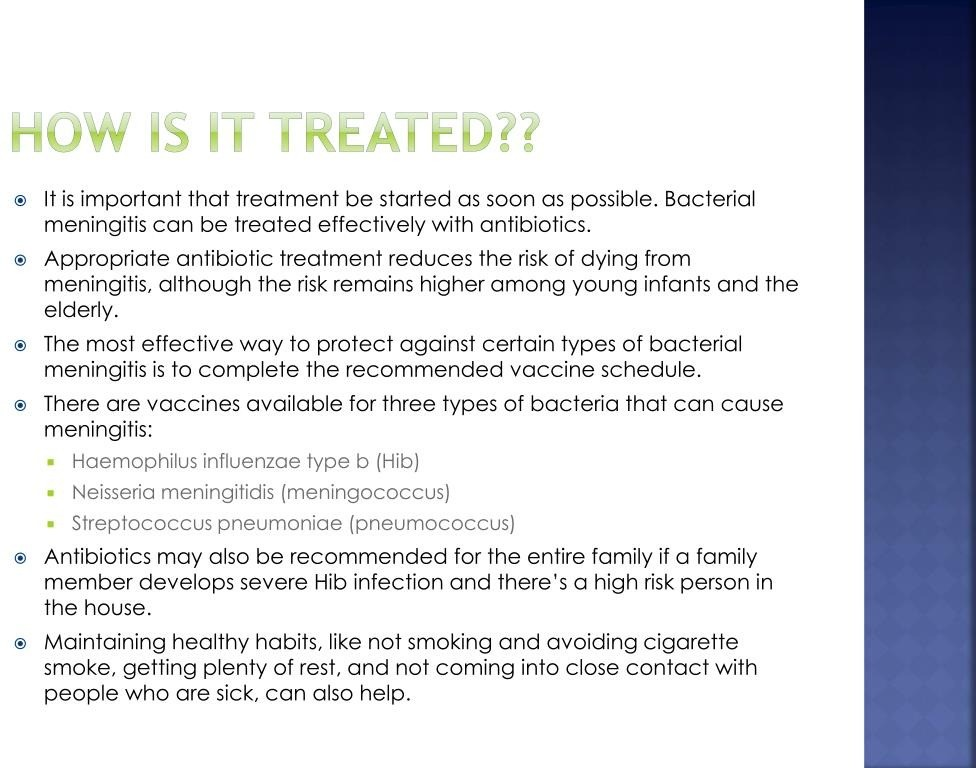 HOW IS IT TREATED??
It is important that treatment be started as soon as possible. Bacterial
meningitis can be treated effectively with antibiotics.
Appropriate antibiotic treatment reduces the risk of dying from
meningitis, although the risk remains higher among young infants and the
elderly.
The most effective way to protect against certain types of bacterial
meningitis is to complete the recommended vaccine schedule.
There are vaccines available for three types of bacteria that can cause
meningitis:
Haemophilus influenzae type b (Hib)
Neisseria meningitidis (meningococcus)
Streptococcus pneumoniae (pneumococcus)
Antibiotics may also be recommended for the entire family if a family
member develops severe Hib infection and there’s a high risk person in
the house.
Maintaining healthy habits, like not smoking and avoiding cigarette
smoke, getting plenty of rest, and not coming into close contact with
people who are sick, can also help.